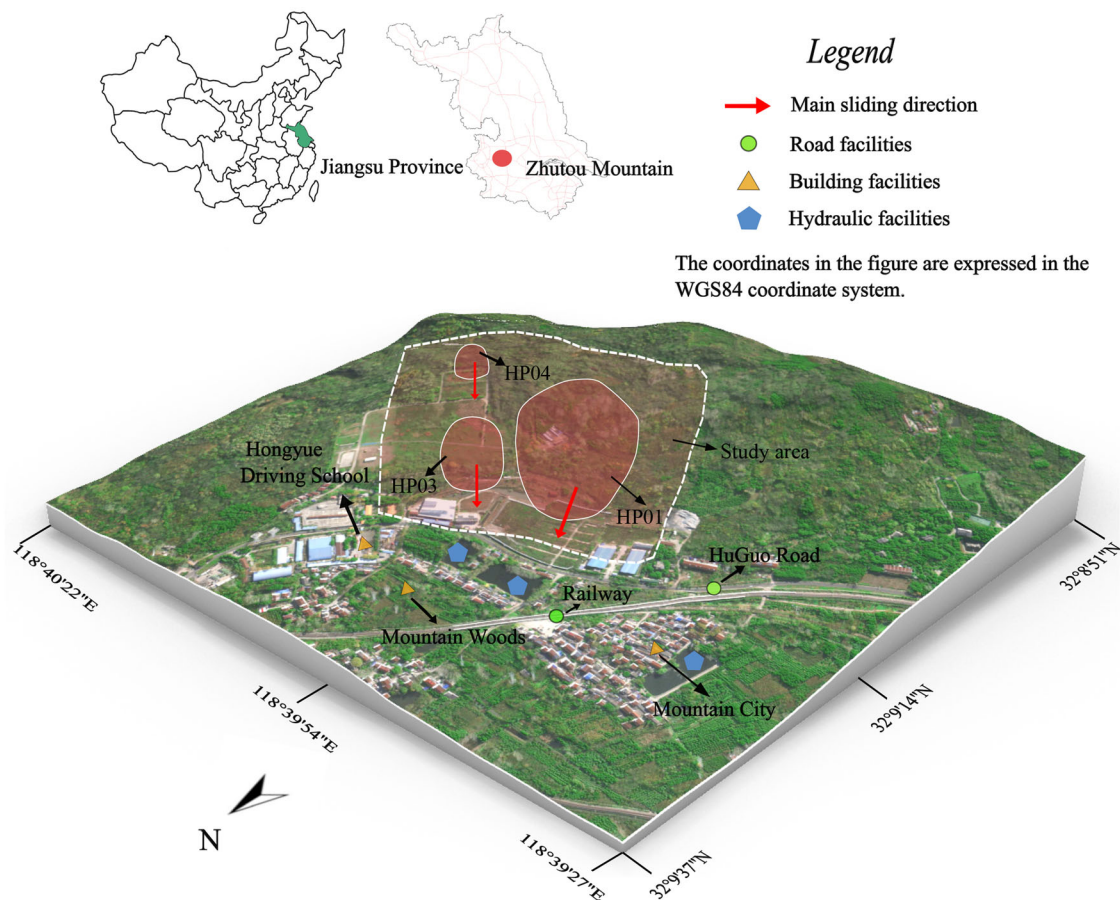 Legend
Main sliding direction
Road facilities
Building facilities
Hydraulic facilities
Jiangsu Province
Zhutou Mountain
The coordinates in the figure are expressed in the
WGS84 coordinate system.
HP04
Hongyue
Driving School
HP03
Study area
HP01
HuGuo Road
Railway
Mountain Woods
Mountain City
118°40'22"E
118°39'54"E
118°39'27"E
32°9'37"N
32°9'14"N
32°8'51"N
N